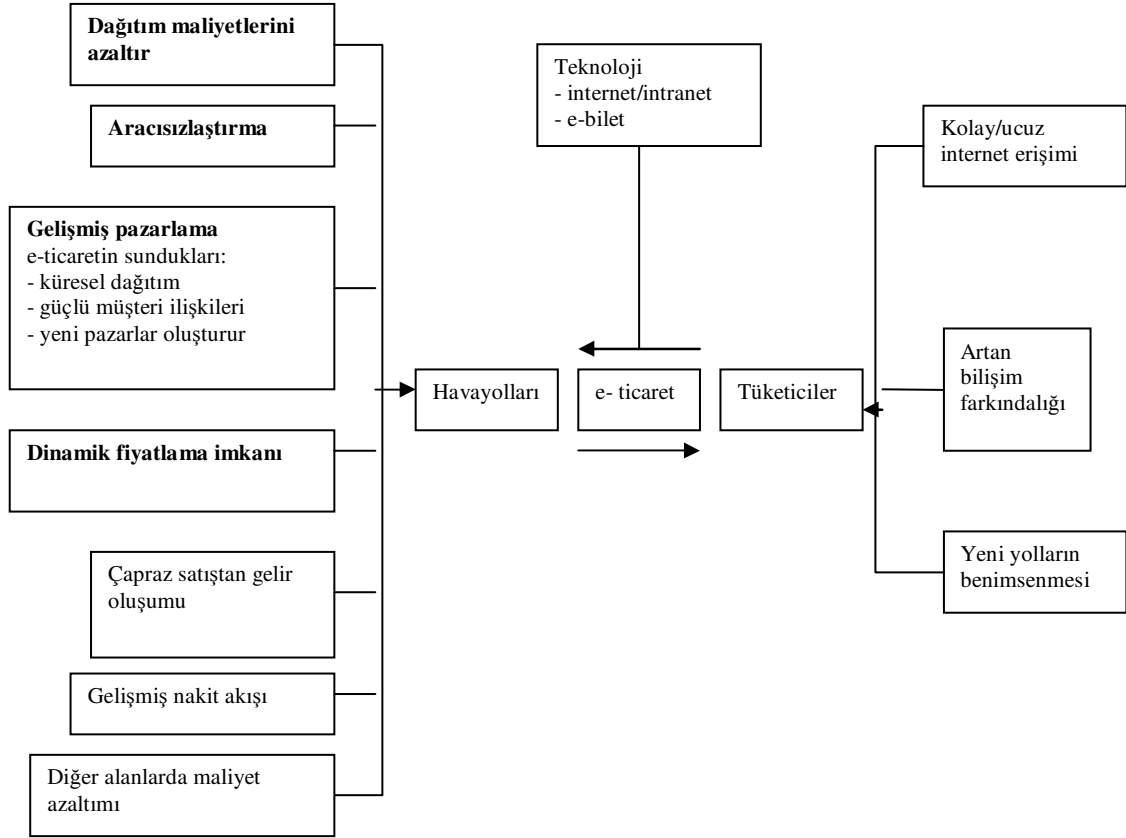 Dağıtım maliyetlerini
azaltır
Aracısızlaştırma
Gelişmiş pazarlama
e-ticaretin sundukları:
- küresel dağıtım
- güçlü müşteri ilişkileri
- yeni pazarlar oluşturur
Dinamik fiyatlama imkanı
Çapraz satıştan gelir
oluşumu
Gelişmiş nakit akışı
Diğer alanlarda maliyet
azaltımı
Havayolları
Teknoloji
- internet/intranet
- e-bilet
e- ticaret
Tüketiciler
Kolay/ucuz
internet erişimi
Artan
bilişim
farkındalığı
Yeni yolların
benimsenmesi